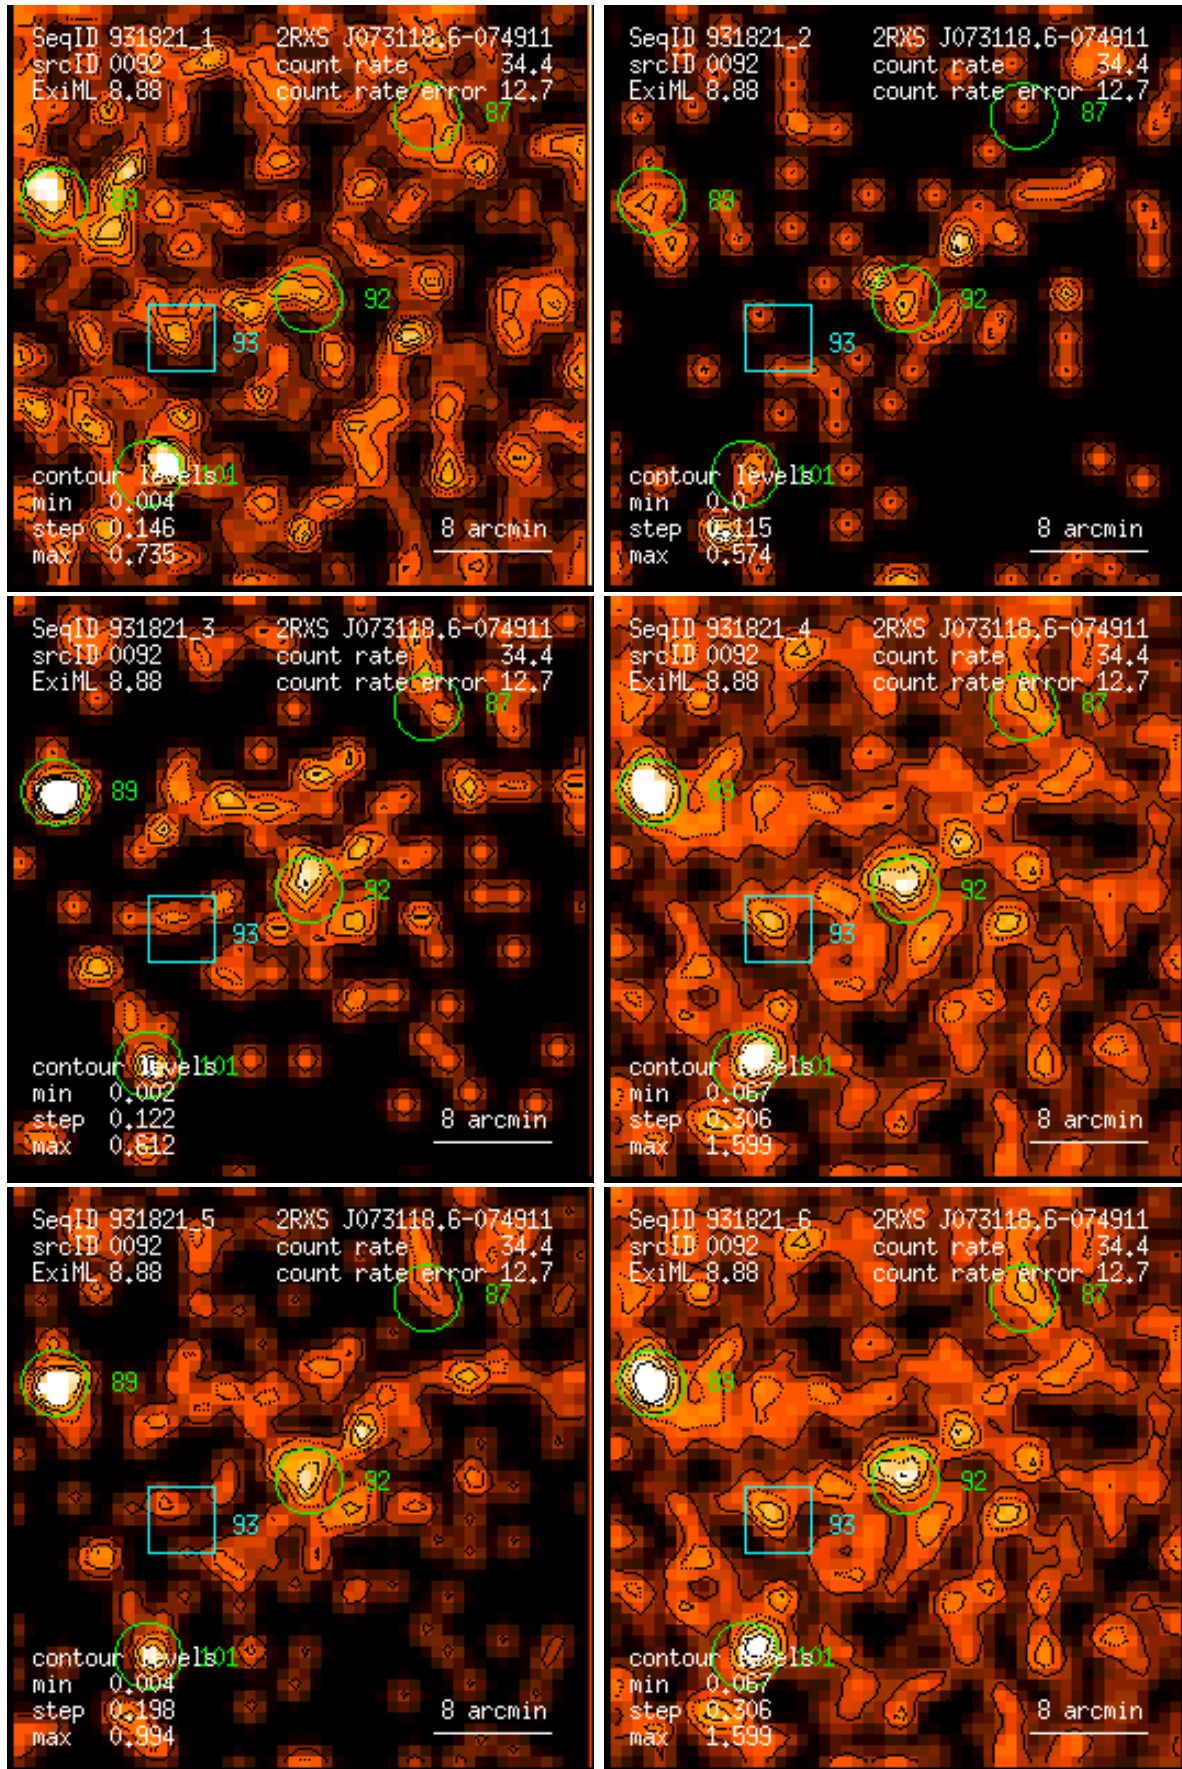 SeqID 931821_1 2RXS J073118.6-074911
srcID 0092 count rate 34.4
ExiML 8.88 count rate error 12.7
87
89
92
93
contour levels 101
min 0.004
step 0.146 8 arcmin
max 0.735
SeqID 931821_2 2RXS J073118.6-074911
srcID 0092 count rate 34.4
ExiML 8.88 count rate error 12.7
87
89
92
93
contour levels 101
min 0.0
step 0.115 8 arcmin
max 0.574
SeqID 931821_3 2RXS J073118.6-074911
srcID 0092 count rate 34.4
ExiML 8.88 count rate error 12.7
87
89
92
93
contour levels 101
min 0.002
step 0.122 8 arcmin
max 0.612
SeqID 931821_4 2RXS J073118.6-074911
srcID 0092 count rate 34.4
ExiML 8.88 count rate error 12.7
87
89
92
93
contour levels 101
min 0.067
step 0.306 8 arcmin
max 1.599
SeqID 931821_5 2RXS J073118.6-074911
srcID 0092 count rate 34.4
ExiML 8.88 count rate error 12.7
87
89
92
93
contour levels 101
min 0.004
step 0.198 8 arcmin
max 0.994
SeqID 931821_6 2RXS J073118.6-074911
srcID 0092 count rate 34.4
ExiML 8.88 count rate error 12.7
87
89
92
93
contour levels 101
min 0.067
step 0.306 8 arcmin
max 1.599